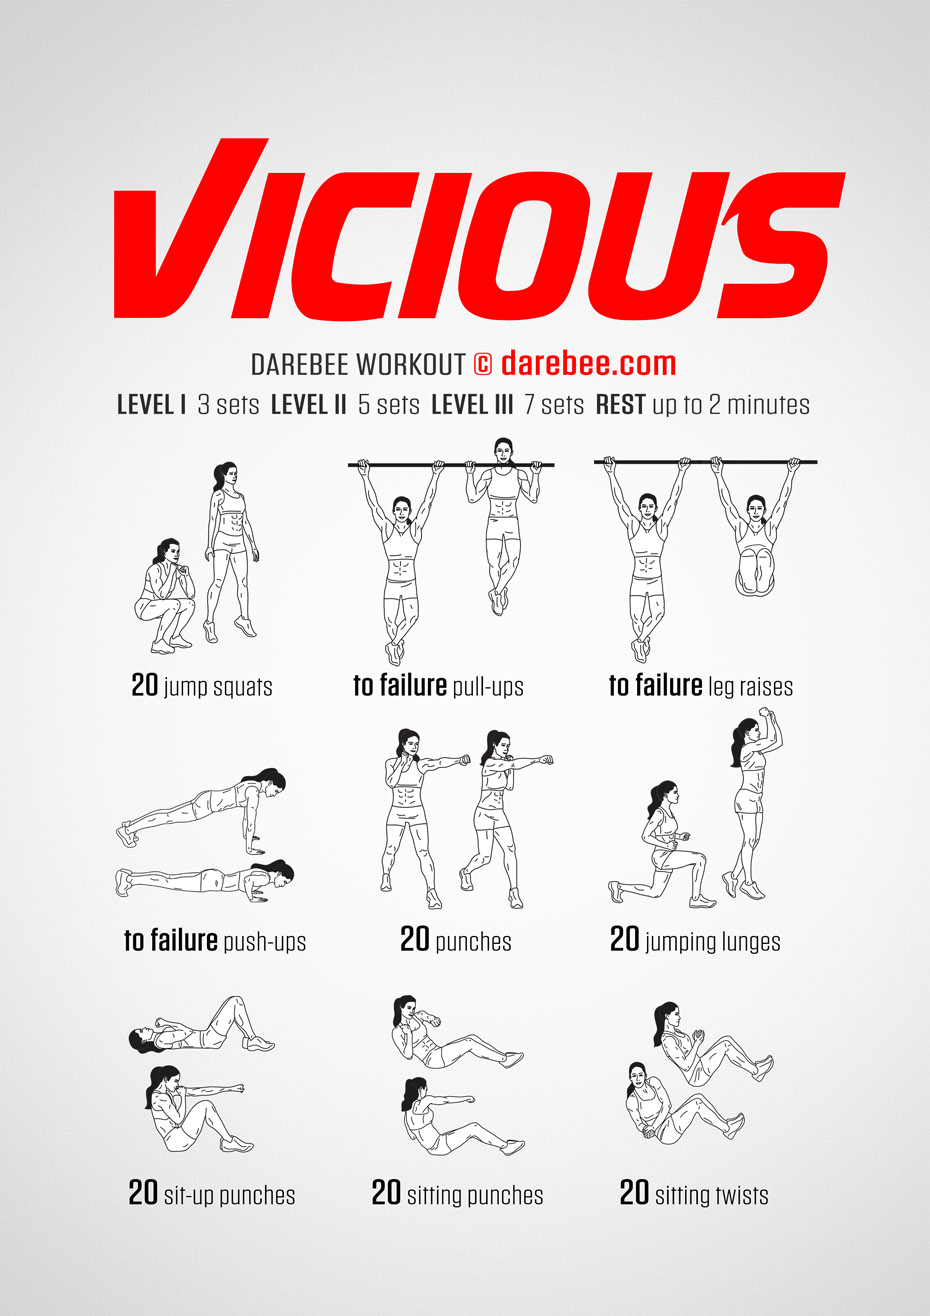 VICIOUS
DAREBEE WORKOUT © darebee.com
LEVEL I 3 sets LEVEL II 5 sets LEVEL III 7 sets REST up to 2 minutes
20 jump squats
to failure pull-ups
to failure leg raises
to failure push-ups
20 punches
20 jumping lunges
20 sit-up punches
20 sitting punches
20 sitting twists